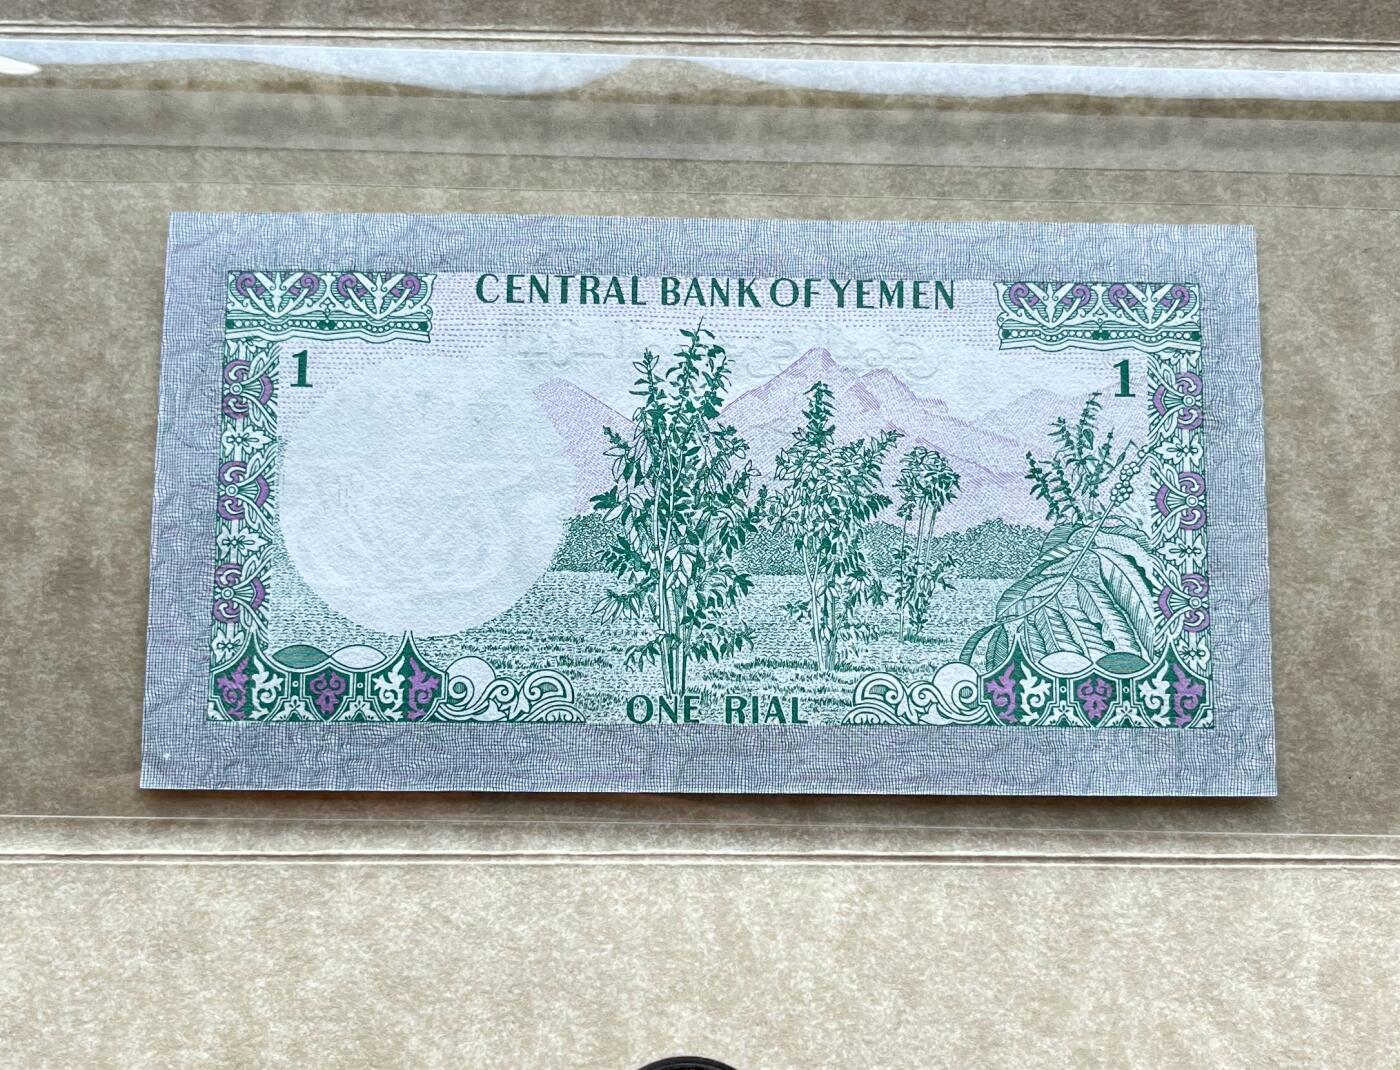 CENTRAL BANK OF YEMEN
1
1
ONE RIAL